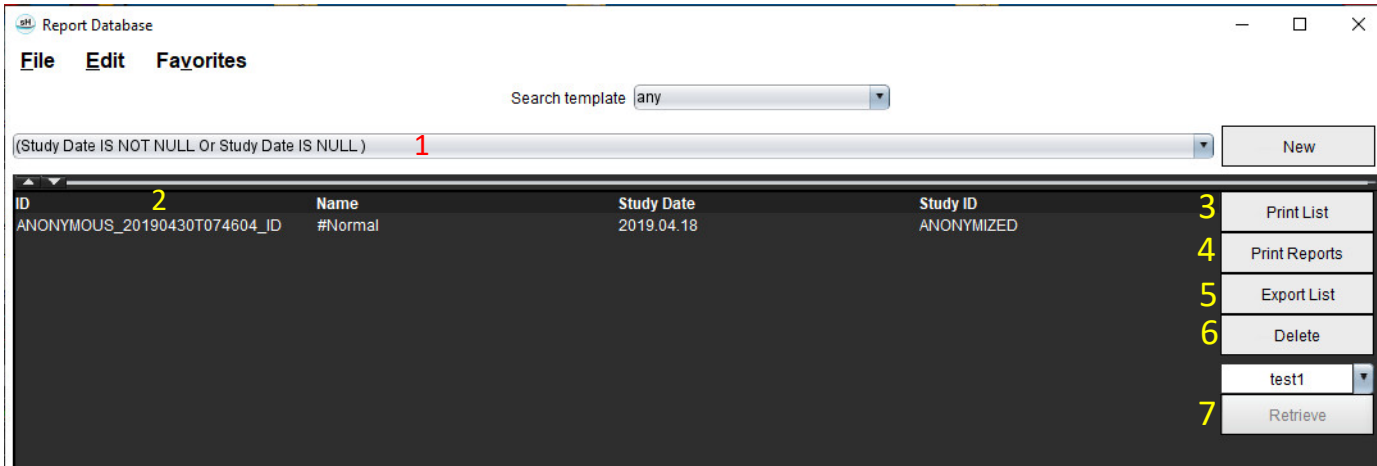 sH Report Database
File Edit Favorites
Search template any
(Study Date IS NOT NULL Or Study Date IS NULL ) 1 New
2
ID Name Study Date Study ID
ANONYMOUS_20190430T074604_ID #Normal 2019.04.18 ANONYMIZED
3 Print List
4 Print Reports
5 Export List
6 Delete
test1
7 Retrieve